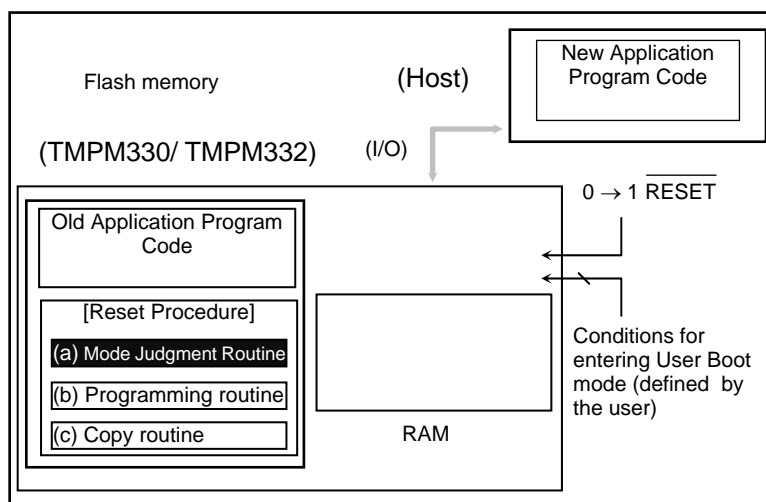 New Application
Program Code
(Host)
Flash memory
(TMPM330/ TMPM332)
(I/O)
0 → 1 RESET
Old Application Program
Code
[Reset Procedure]
(a) Mode Judgment Routine
(b) Programming routine
(c) Copy routine
RAM
Conditions for
entering User Boot
mode (defined by
the user)